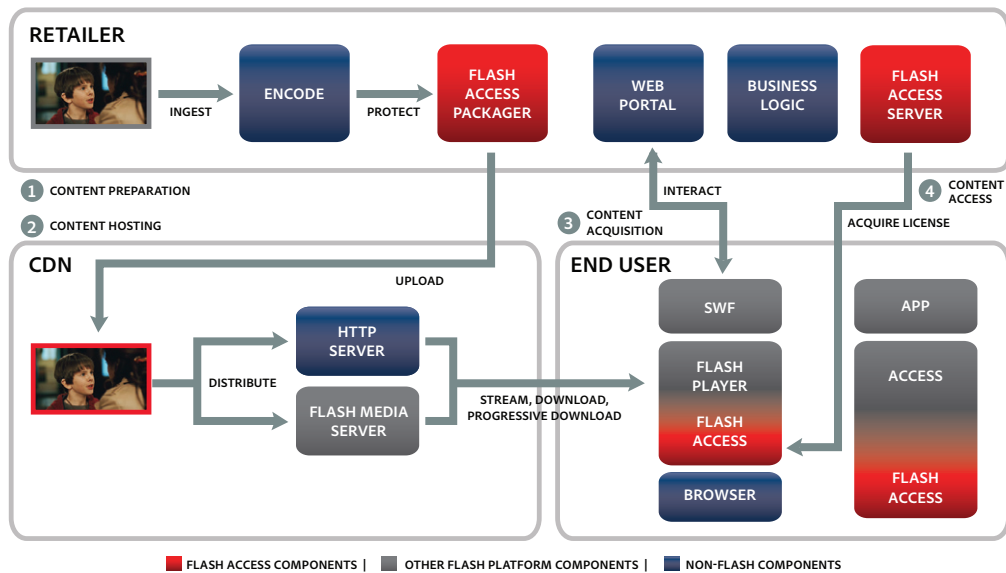 RETAILER
INGEST
ENCODE
PROTECT
FLASH
ACCESS
PACKAGER
WEB
PORTAL
BUSINESS
LOGIC
FLASH
ACCESS
SERVER
1 CONTENT PREPARATION
2 CONTENT HOSTING
INTERACT
3 CONTENT
ACQUISITION
4 CONTENT
ACCESS
ACQUIRE LICENSE
CDN
UPLOAD
DISTRIBUTE
HTTP
SERVER
FLASH MEDIA
SERVER
STREAM, DOWNLOAD,
PROGRESSIVE DOWNLOAD
END USER
SWF
FLASH
PLAYER
FLASH
ACCESS
BROWSER
APP
ACCESS
FLASH
ACCESS
FLASH ACCESS COMPONENTS | OTHER FLASH PLATFORM COMPONENTS | NON-FLASH COMPONENTS